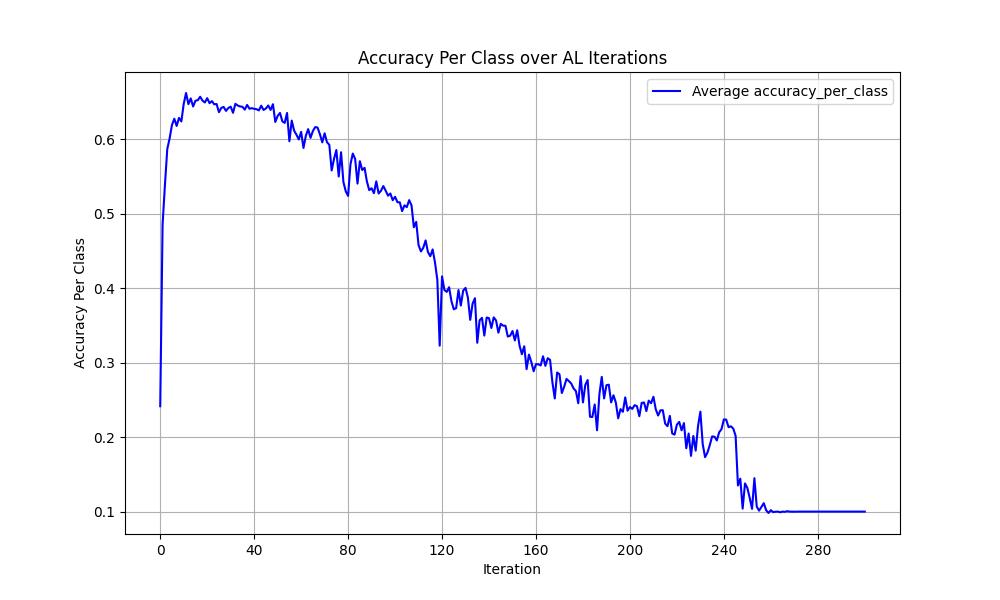 Accuracy Per Class over AL Iterations
Average accuracy_per_class
Accuracy Per Class
0.6
0.5
0.4
0.3
0.2
0.1
0 40 80 120 160 200 240 280
Iteration